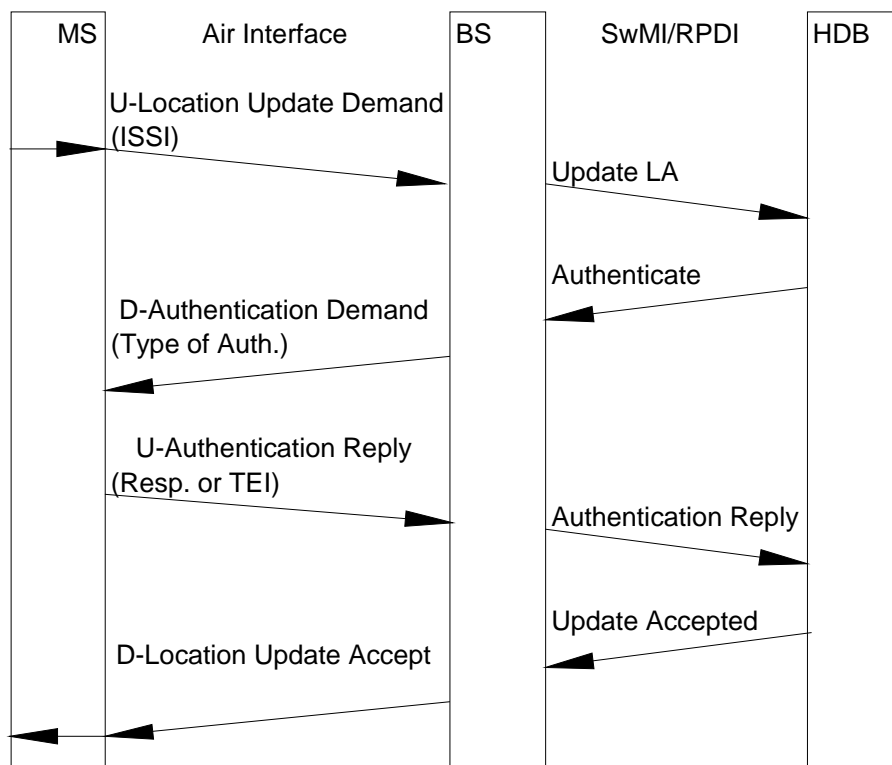 MS Air Interface BS SwMI/RPDI HDB
U-Location Update Demand
(ISSI)
Update LA
Authenticate
D-Authentication Demand
(Type of Auth.)
U-Authentication Reply
(Resp. or TEI)
Authentication Reply
Update Accepted
D-Location Update Accept